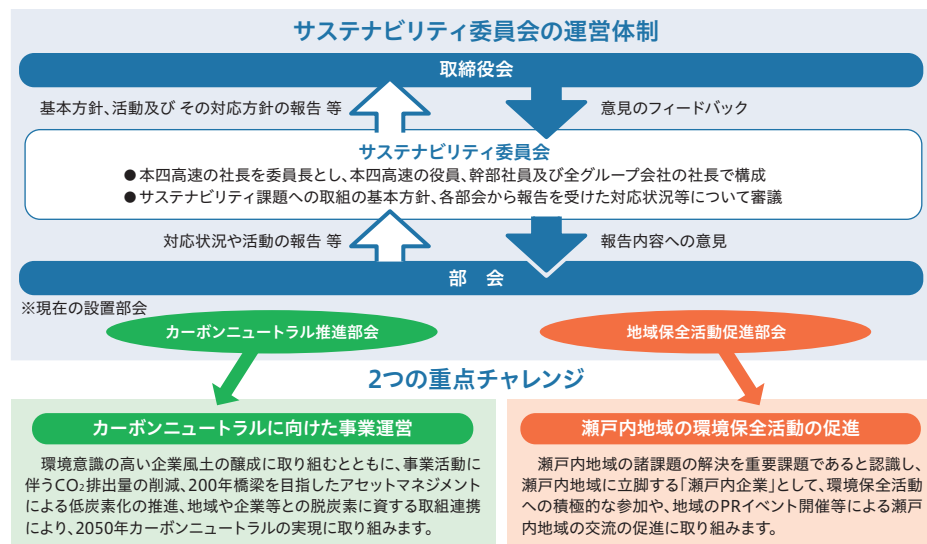 サステナビリティ委員会の運営体制
取締役会
基本方針、活動及び その対応方針の報告 等
意見のフィードバック
サステナビリティ委員会
●本四高速の社長を委員長とし、本四高速の役員、幹部社員及び全グループ会社の社長で構成
●サステナビリティ課題への取組の基本方針、各部会から報告を受けた対応状況等について審議
対応状況や活動の報告 等
報告内容への意見
部 会
※現在の設置部会
カーボンニュートラル推進部会
地域保全活動促進部会
2つの重点チャレンジ
カーボンニュートラルに向けた事業運営
環境意識の高い企業風土の醸成に取り組むとともに、事業活動に
伴うCO₂排出量の削減、200年橋梁を目指したアセットマネジメント
による低炭素化の推進、地域や企業等との脱炭素に資する取組連携
により、2050年カーボンニュートラルの実現に取り組みます。
瀬戸内地域の環境保全活動の促進
瀬戸内地域の諸課題の解決を重要課題であると認識し、
瀬戸内地域に立脚する「瀬戸内企業」として、環境保全活動
への積極的な参加や、地域のPRイベント開催等による瀬戸
内地域の交流の促進に取り組みます。